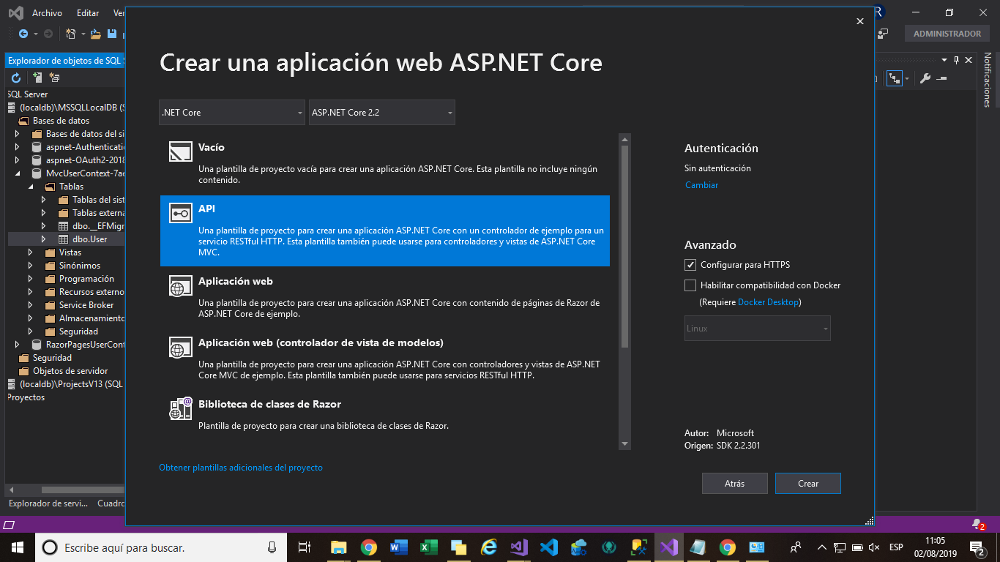 Archivo
Editar
Ver
R
ADMINISTRADOR
Explorador de objetos de SQL S
SQL Server
(localdb)\MSSQLLocalDB (S
Bases de datos
Bases de datos del si
aspnet-Authenticatio
aspnet-OAuth2-2018
MvcUserContext-7ae
Tablas
Tablas del sist
Tablas externa
dbo.__EFMigr
dbo.User
Vistas
Sinónimos
Programación
Recursos externo
Service Broker
Almacenamiento
Seguridad
RazorPagesUserCont
Seguridad
Objetos de servidor
(localdb)\ProjectsV13 (SQL
Proyectos
Explorador de servi...
Cuadro
Crear una aplicación web ASP.NET Core
.NET Core
ASP.NET Core 2.2
Vacío
Una plantilla de proyecto vacía para crear una aplicación ASP.NET Core. Esta plantilla no incluye ningún
contenido.
API
Una plantilla de proyecto para crear una aplicación ASP.NET Core con un controlador de ejemplo para un
servicio RESTful HTTP. Esta plantilla también puede usarse para controladores y vistas de ASP.NET Core
MVC.
Aplicación web
Una plantilla de proyecto para crear una aplicación ASP.NET Core con contenido de páginas de Razor de
ASP.NET Core de ejemplo.
Aplicación web (controlador de vista de modelos)
Una plantilla de proyecto para crear una aplicación ASP.NET Core con controladores y vistas de ASP.NET
Core MVC de ejemplo. Esta plantilla también puede usarse para servicios RESTful HTTP.
Biblioteca de clases de Razor
Plantilla de proyecto para crear una biblioteca de clases de Razor.
Obtener plantillas adicionales del proyecto
Autenticación
Sin autenticación
Cambiar
Avanzado
Configurar para HTTPS
Habilitar compatibilidad con Docker
(Requiere Docker Desktop)
Linux
Autor: Microsoft
Origen: SDK 2.2.301
Atrás
Crear
Notificaciones
2
Escribe aquí para buscar.
ESP
11:05
02/08/2019
2